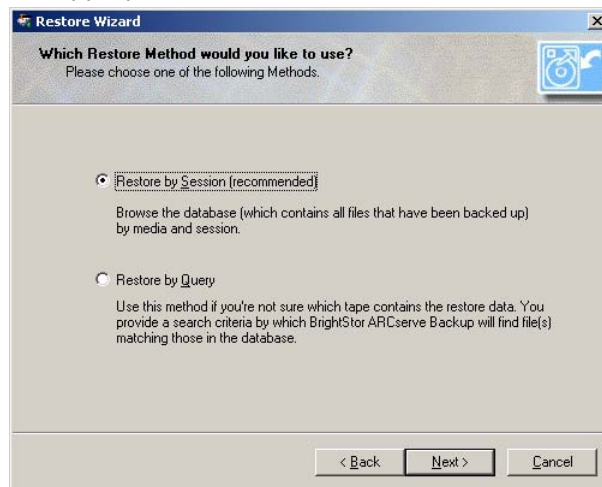 Restore Wizard
Which Restore Method would you like to use?
Please choose one of the following Methods.
Restore by Session (recommended)
Browse the database (which contains all files that have been backed up)
by media and session.
Restore by Query
Use this method if you're not sure which tape contains the restore data. You
provide a search criteria by which BrightStor ARCserve Backup will find file(s)
matching those in the database.
< Back
Next >
Cancel